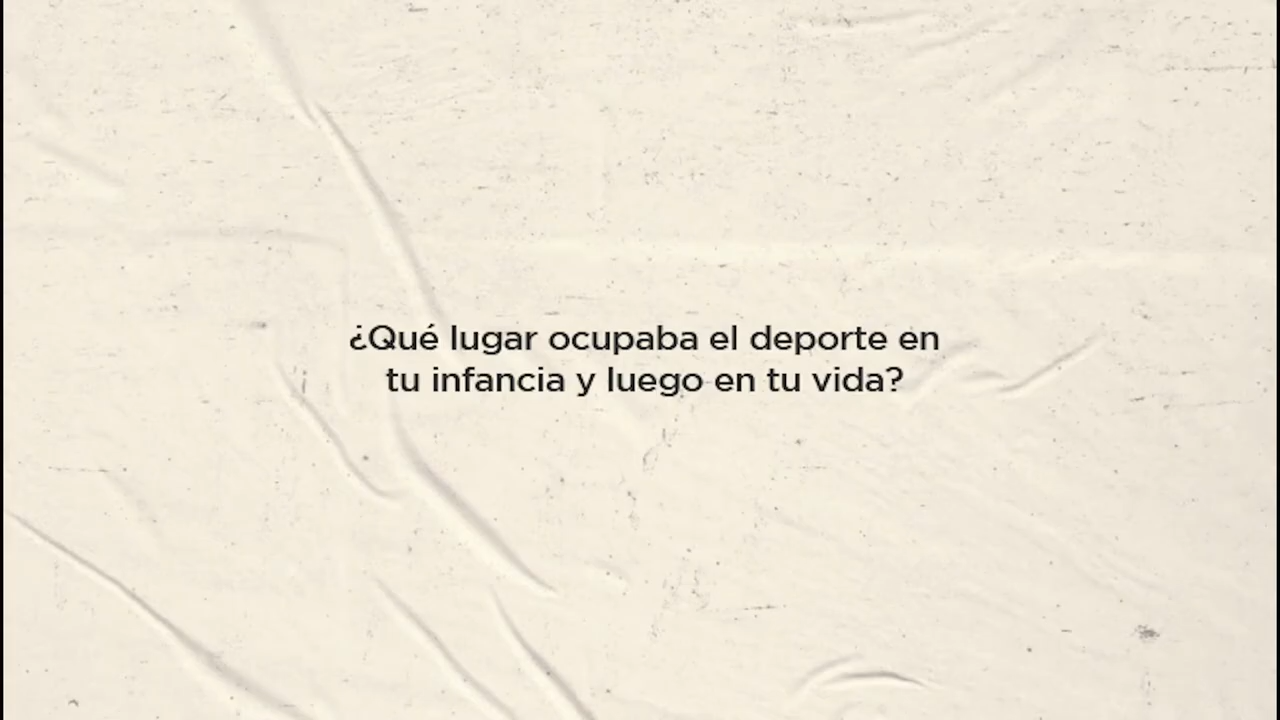 ¿Qué lugar ocupaba el deporte en
tu infancia y luego en tu vida?